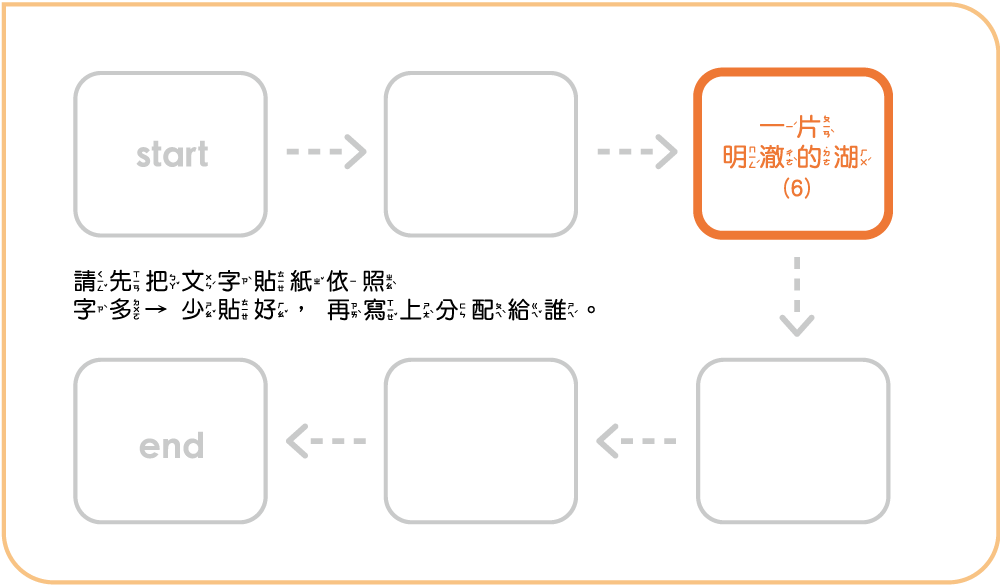 start
一片
明澈的湖
(6)
請先把文字貼紙依照
字多→ 少貼好， 再寫上分配給誰。
end